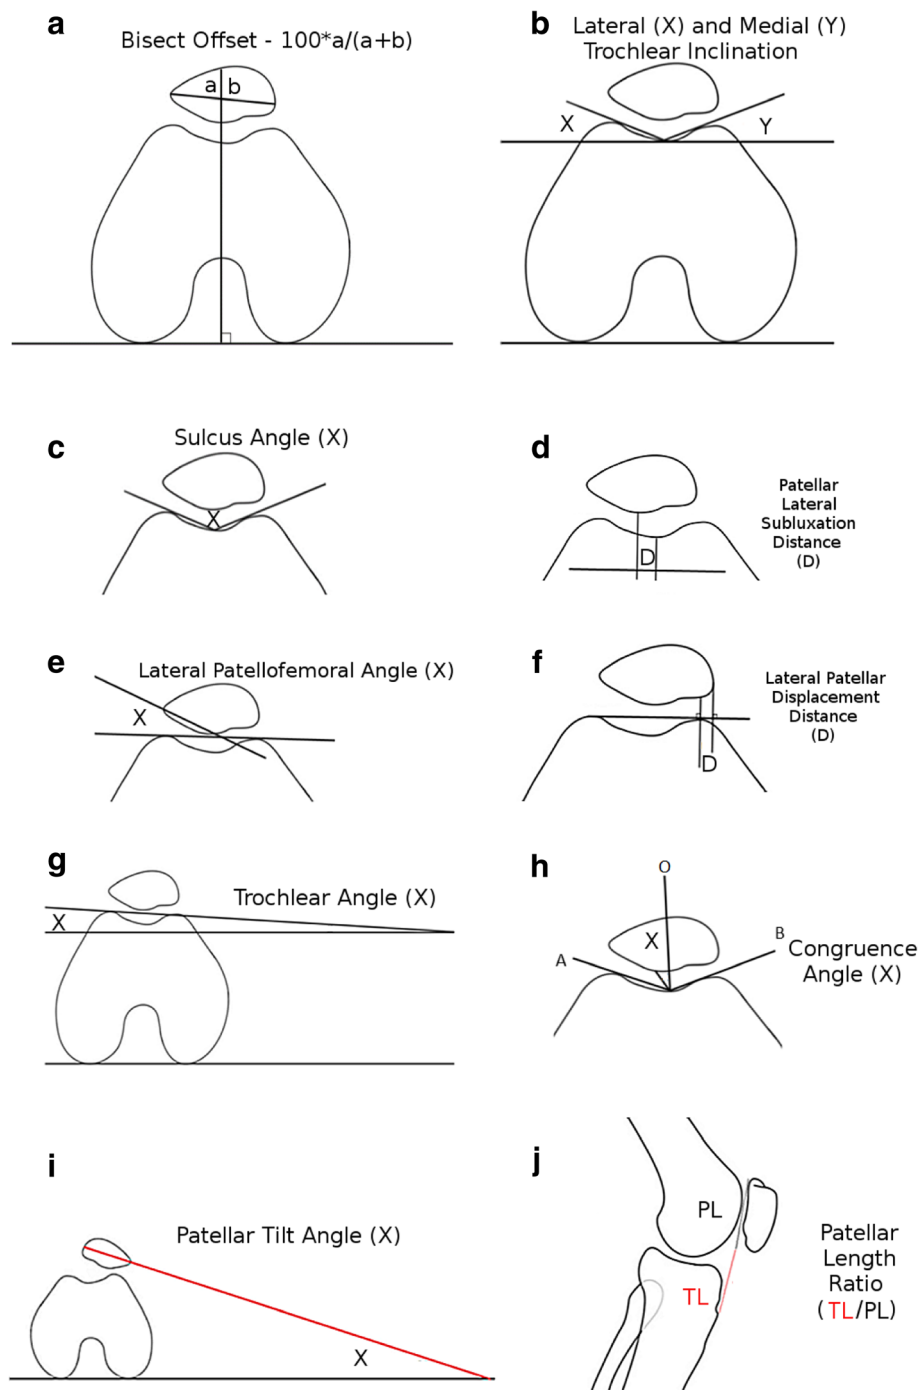 a
Bisect Offset - 100*a/(a+b)
a b
b
Lateral (X) and Medial (Y)
Trochlear Inclination
X
Y
c
Sulcus Angle (X)
X
d
Patellar
Lateral
Subluxation
Distance
(D)
D
e
Lateral Patellofemoral Angle (X)
X
f
Lateral Patellar
Displacement
Distance
(D)
D
g
Trochlear Angle (X)
X
h
O
X
A
B
Congruence
Angle (X)
i
Patellar Tilt Angle (X)
X
j
PL
TL
Patellar
Length
Ratio
(TL/PL)